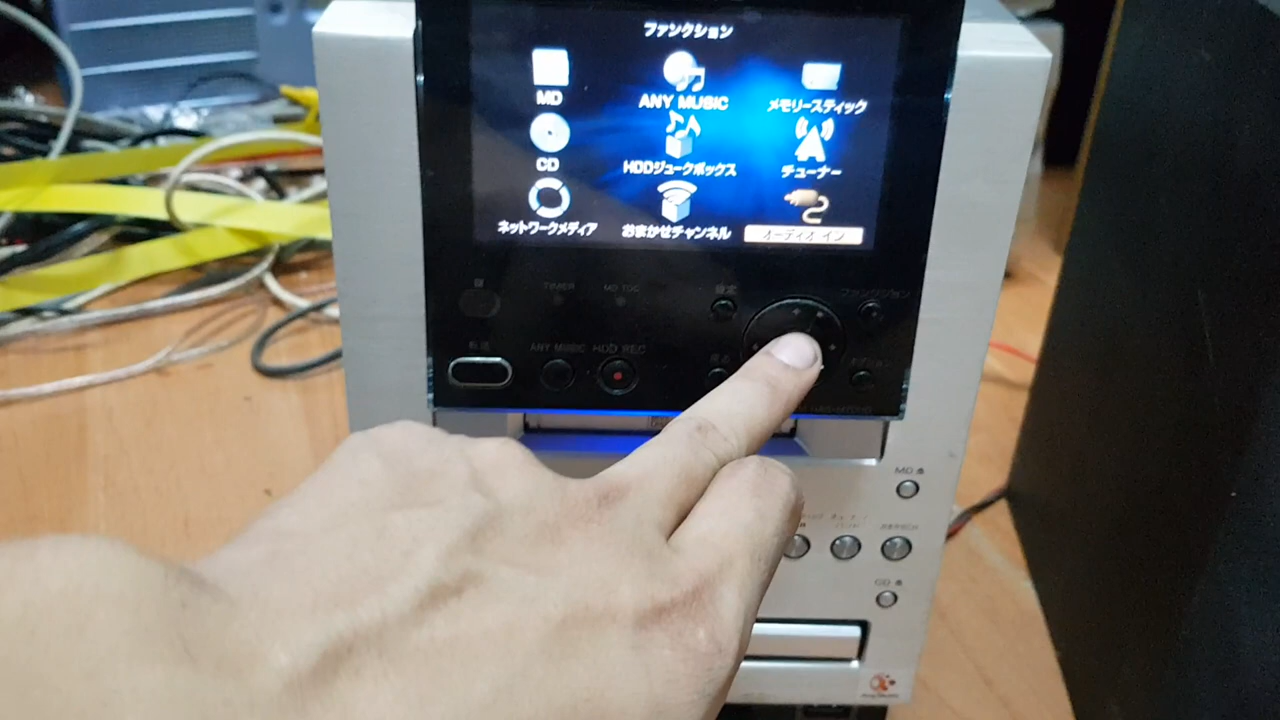 ファンクション
MD
ANY MUSIC
メモリースティック
CD
HDDジュークボックス
チューナー
ネットワークメディア
おまかせチャンネル
オーディオ イン
TIMER
MD TOC
設定
ファンクション
ANY MUSIC
HDD REC
戻る
MD
CD